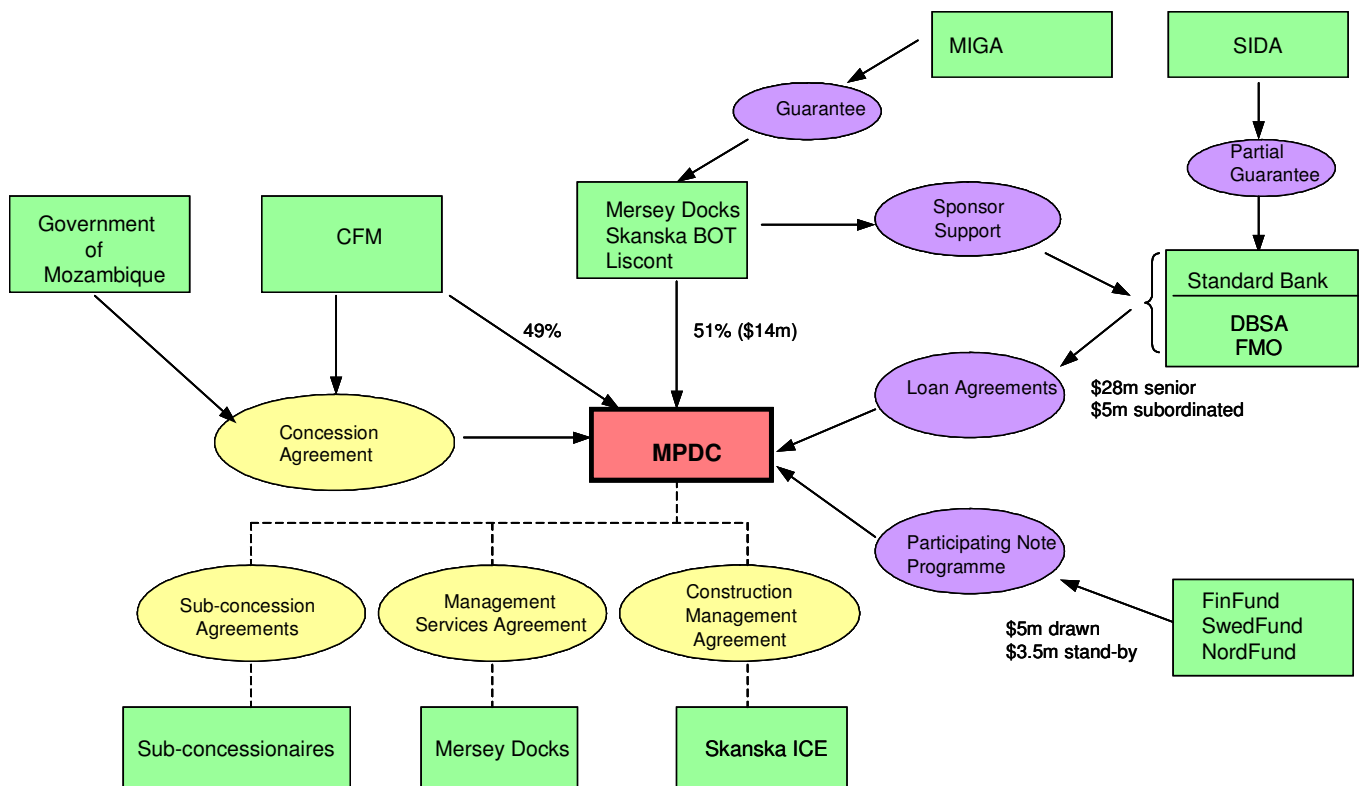 MIGA
SIDA
Guarantee
Partial
Guarantee
Government
of
Mozambique
CFM
Mersey Docks
Skanska BOT
Liscont
Sponsor
Support
Standard Bank
DBSA
FMO
49%
51% ($14m)
Loan Agreements
$28m senior
$5m subordinated
Concession
Agreement
MPDC
Participating Note
Programme
Sub-concession
Agreements
Management
Services Agreement
Construction
Management
Agreement
$5m drawn
$3.5m stand-by
FinFund
SwedFund
NordFund
Sub-concessionaires
Mersey Docks
Skanska ICE